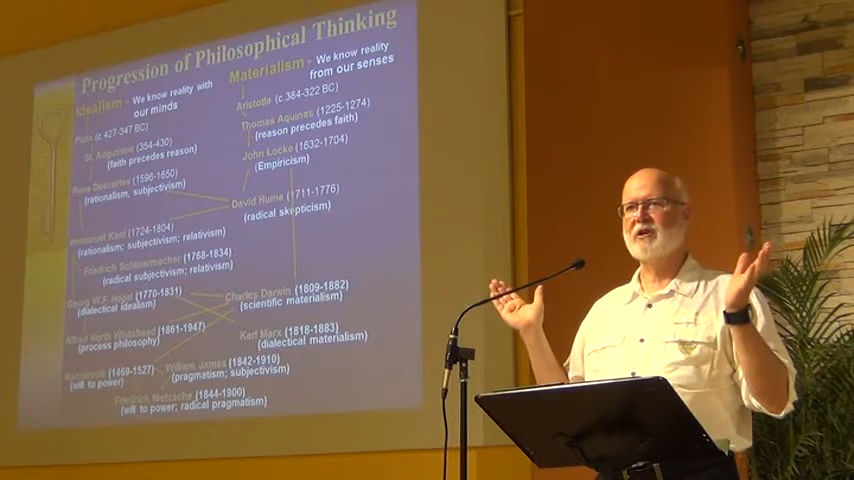 Progression of Philosophical Thinking
Idealism - We know reality with
our minds
Plato (c 427-347 BC)
St. Augustine (354-430)
(faith precedes reason)
Rene Descartes (1596-1650)
(rationalism, subjectivism)
Emmanuel Kant (1724-1804)
(rationalism; subjectivism; relativism)
Friedrich Schleiermacher (1768-1834)
(radical subjectivism; relativism)
Georg W.F. Hegel (1770-1831)
(dialectical idealism)
Alfred North Whitehead (1861-1947)
(process philosophy)
Machiavelli (1469-1527)
(will to power)
Materialism - We know reality
from our senses
Aristotle (c.384-322 BC)
Thomas Aquinas (1225-1274)
(reason precedes faith)
John Locke (1632-1704)
(Empiricism)
David Hume (1711-1776)
(radical skepticism)
Charles Darwin (1809-1882)
(scientific materialism)
Karl Marx (1818-1883)
(dialectical materialism)
William James (1842-1910)
(pragmatism; subjectivism)
Friedrich Nietzsche (1844-1900)
(will to power; radical pragmatism)